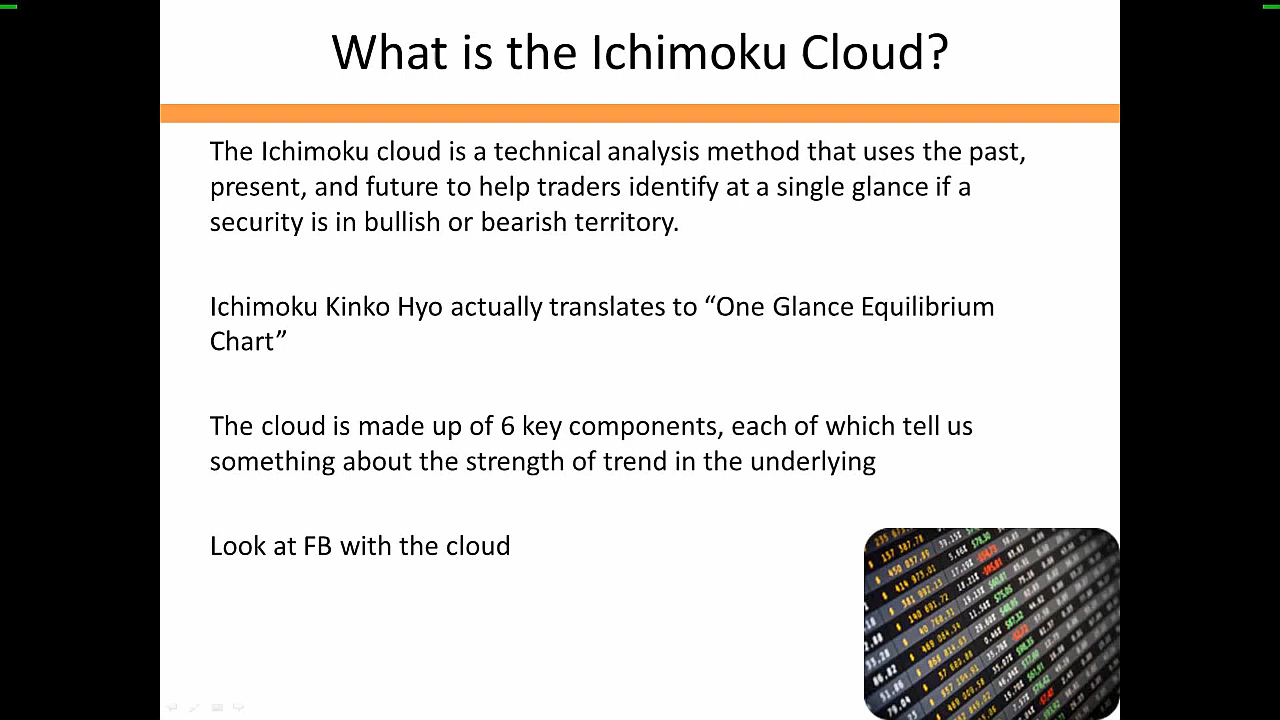 What is the Ichimoku Cloud?
The Ichimoku cloud is a technical analysis method that uses the past,
present, and future to help traders identify at a single glance if a
security is in bullish or bearish territory.
Ichimoku Kinko Hyo actually translates to “One Glance Equilibrium
Chart”
The cloud is made up of 6 key components, each of which tell us
something about the strength of trend in the underlying
Look at FB with the cloud